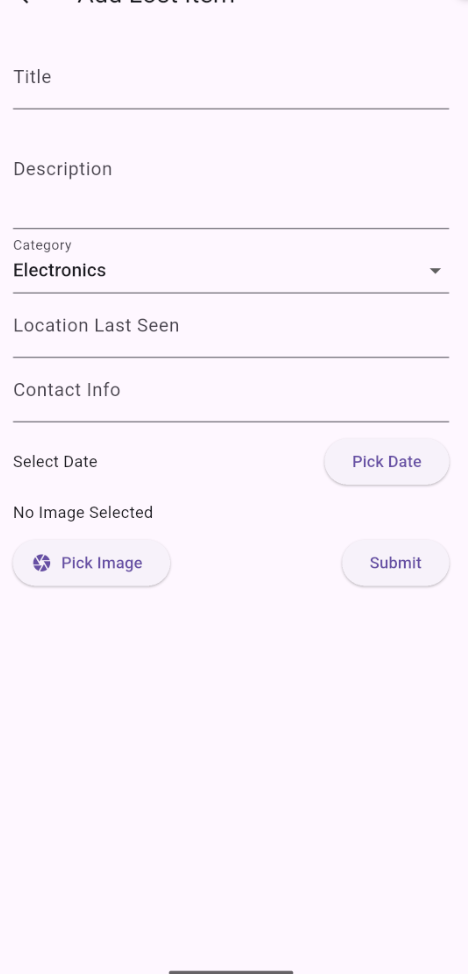 Add Lost Item
Title
Description
Category
Electronics
Location Last Seen
Contact Info
Select Date
Pick Date
No Image Selected
Pick Image
Submit